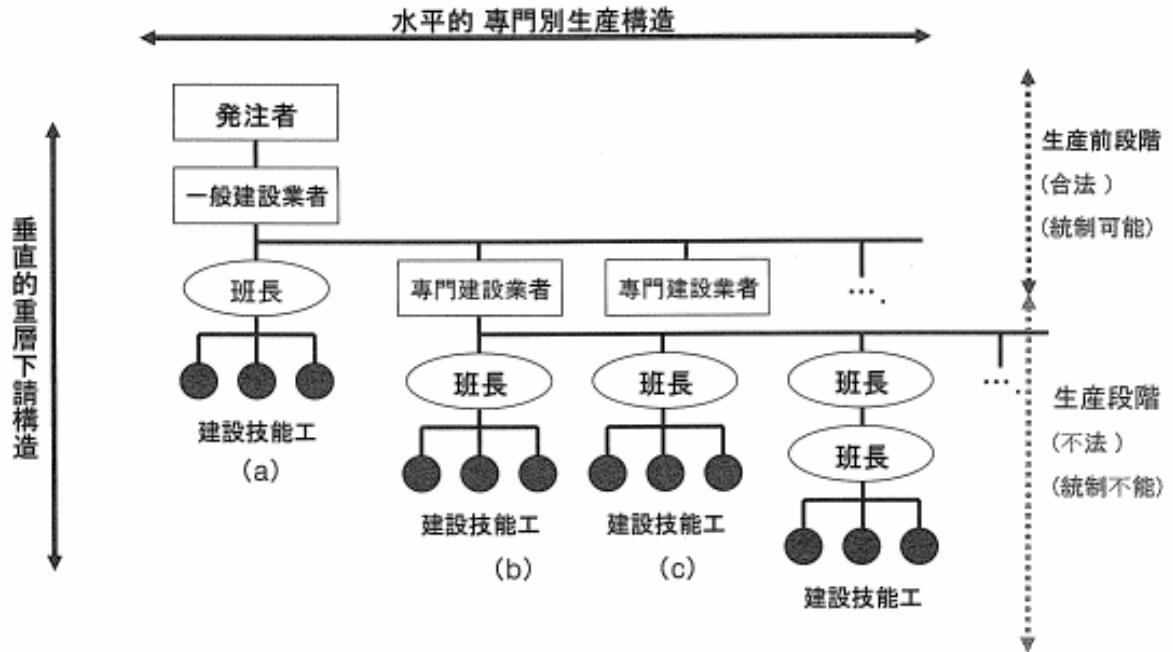 水平的 專門別生産構造
発注者
一般建設業者
班長
專門建設業者
專門建設業者
….
建設技能工
(a)
班長
班長
班長
….
班長
建設技能工
(b)
建設技能工
(c)
建設技能工
垂直的重層下請構造
生産前段階
(合法 )
(統制可能)
生産段階
(不法 )
(統制不能)